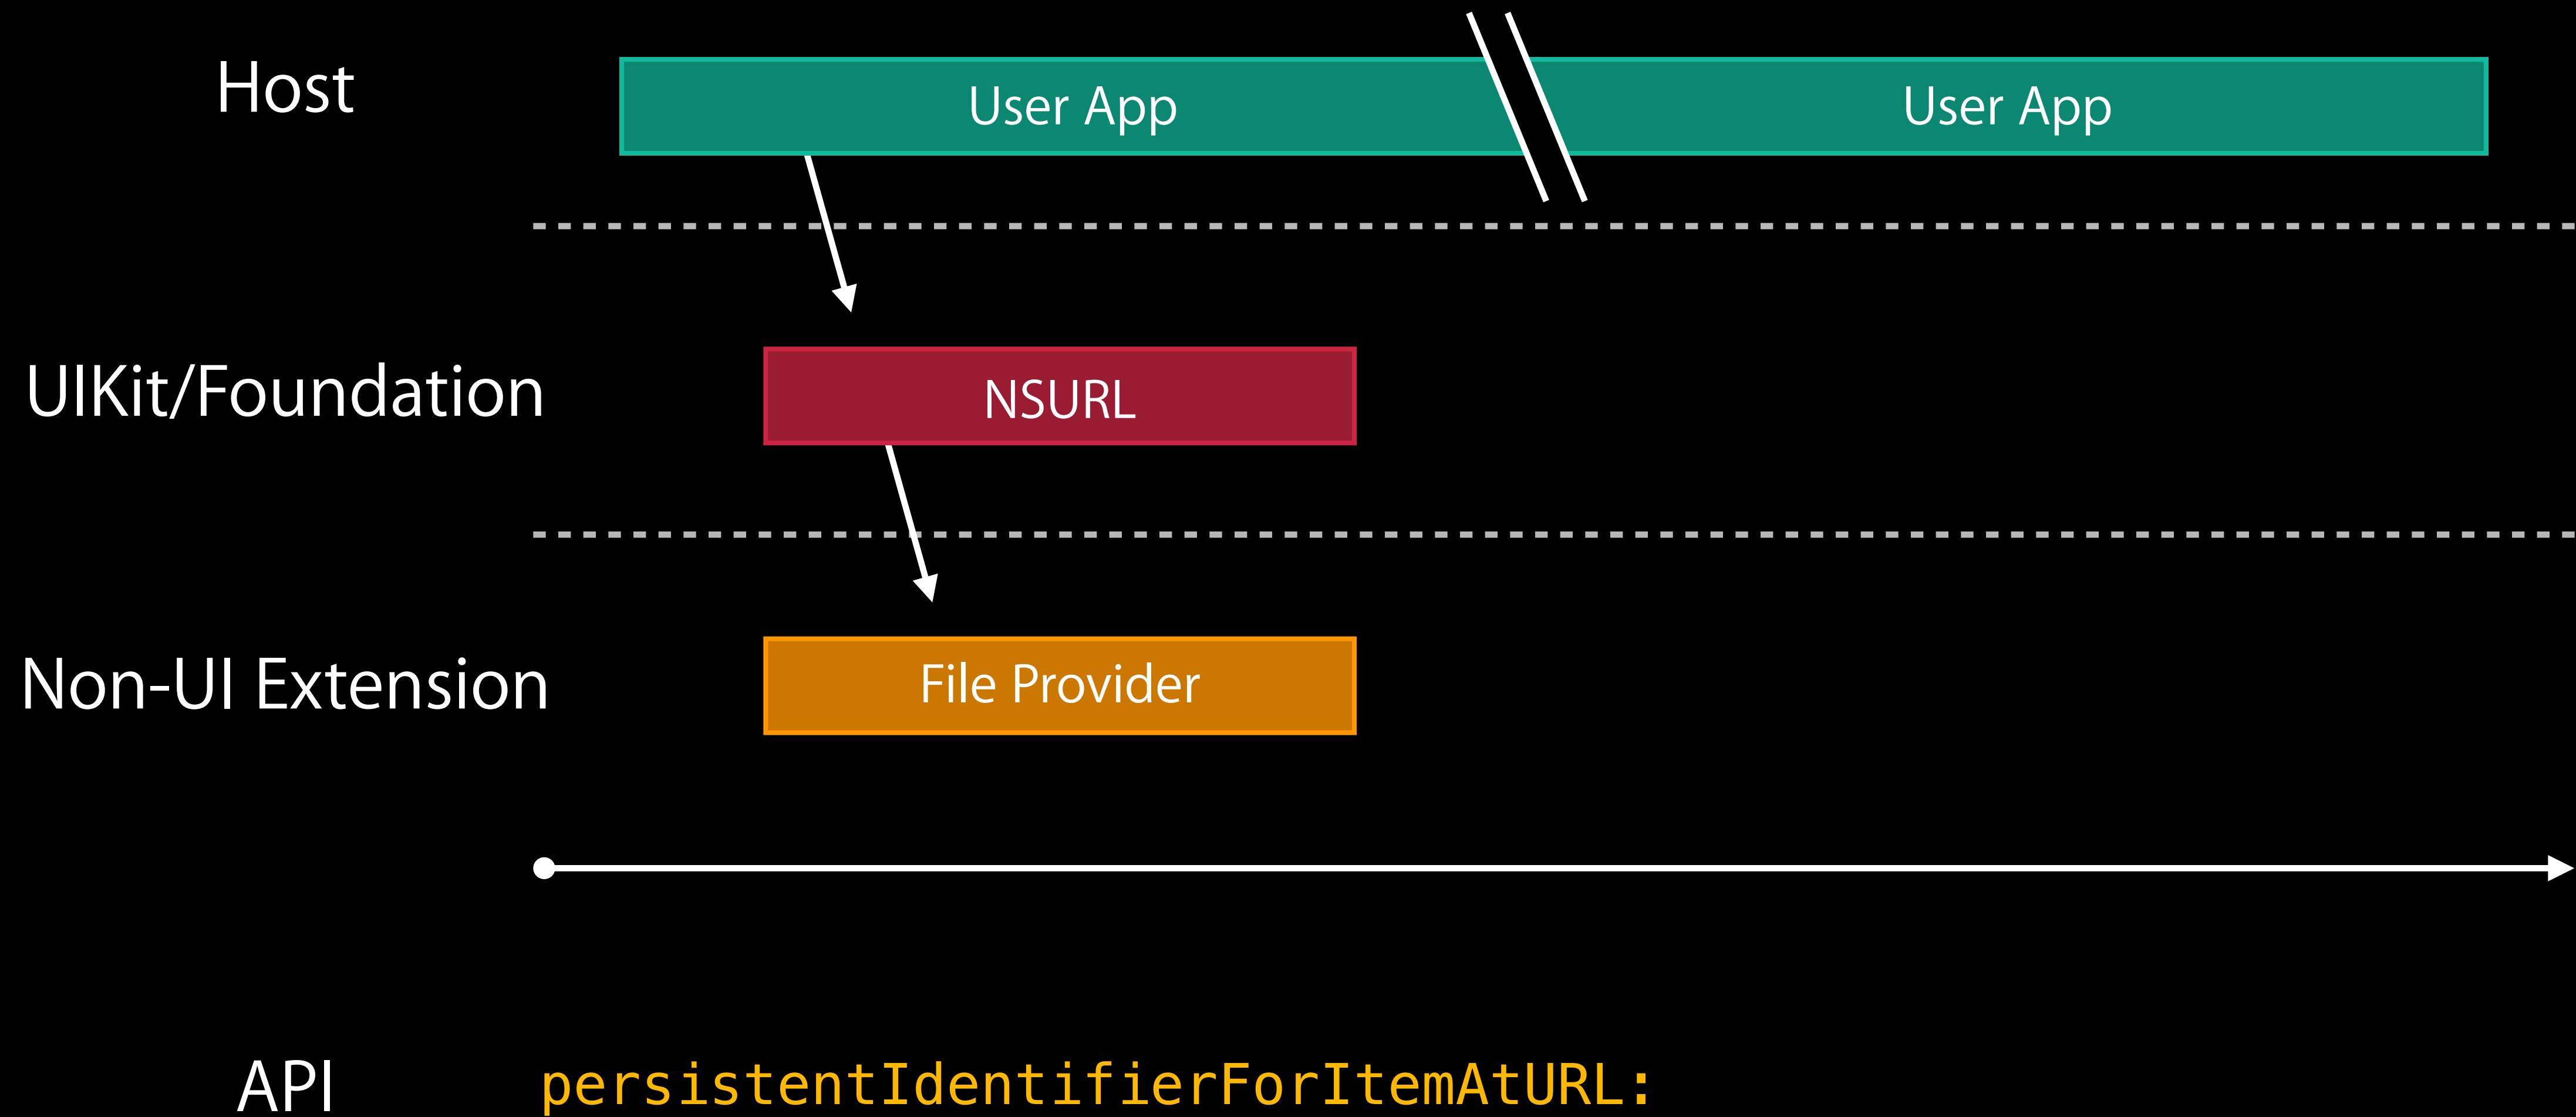 Host
User App
User App
UIKit/Foundation
NSURL
Non-UI Extension
File Provider
API
persistentIdentifierForItemAtURL: